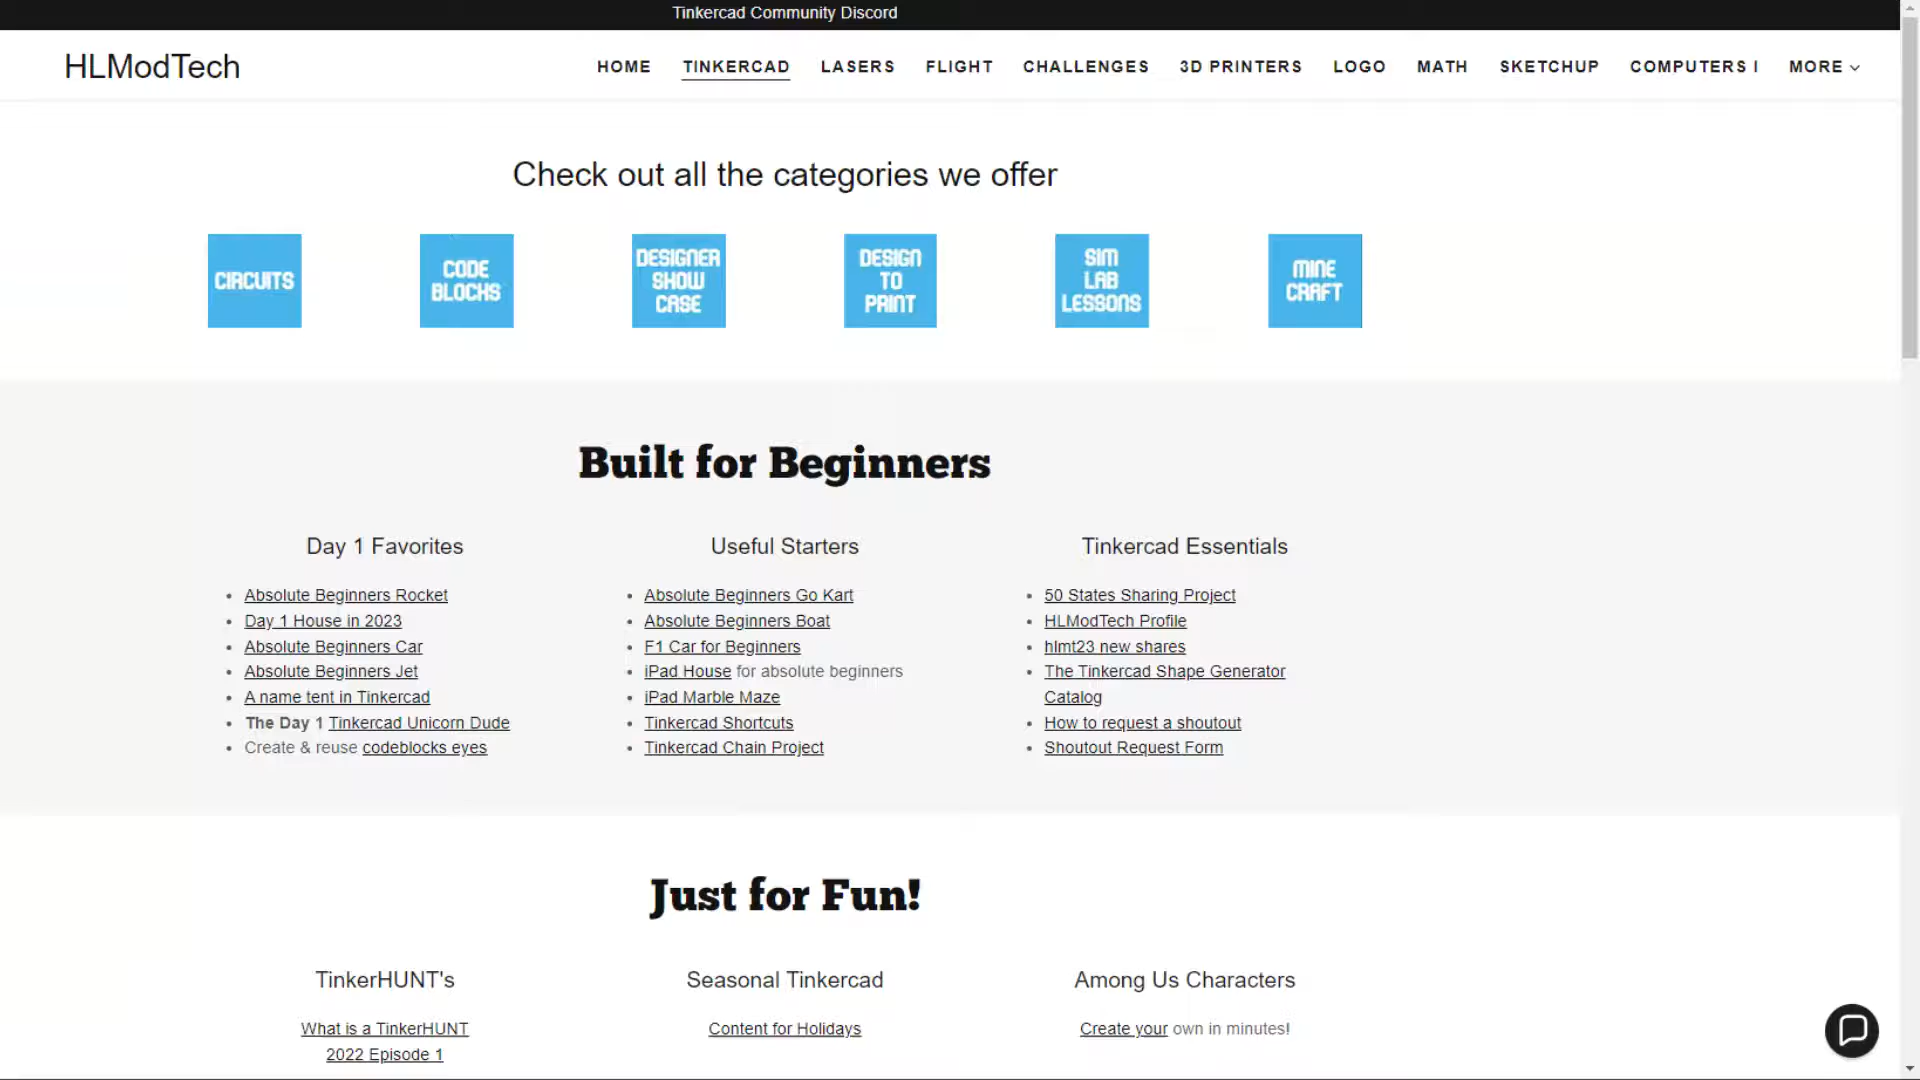 Tinkercad Community Discord
HLModTech
HOME TINKERCAD LASERS FLIGHT CHALLENGES 3D PRINTERS LOGO MATH SKETCHUP COMPUTERS I MORE
Check out all the categories we offer
CIRCUITS
CODE
BLOCKS
DESIGNER
SHOW
CASE
DESIGN
TO
PRINT
SIM
LAB
LESSONS
MINE
CRAFT
Built for Beginners
Day 1 Favorites
Absolute Beginners Rocket
Day 1 House in 2023
Absolute Beginners Car
Absolute Beginners Jet
A name tent in Tinkercad
The Day 1 Tinkercad Unicorn Dude
Create & reuse codeblocks eyes
Useful Starters
Absolute Beginners Go Kart
Absolute Beginners Boat
F1 Car for Beginners
iPad House for absolute beginners
iPad Marble Maze
Tinkercad Shortcuts
Tinkercad Chain Project
Tinkercad Essentials
50 States Sharing Project
HLModTech Profile
hlmt23 new shares
The Tinkercad Shape Generator
Catalog
How to request a shoutout
Shoutout Request Form
Just for Fun!
TinkerHUNT's
What is a TinkerHUNT
2022 Episode 1
Seasonal Tinkercad
Content for Holidays
Among Us Characters
Create your own in minutes!